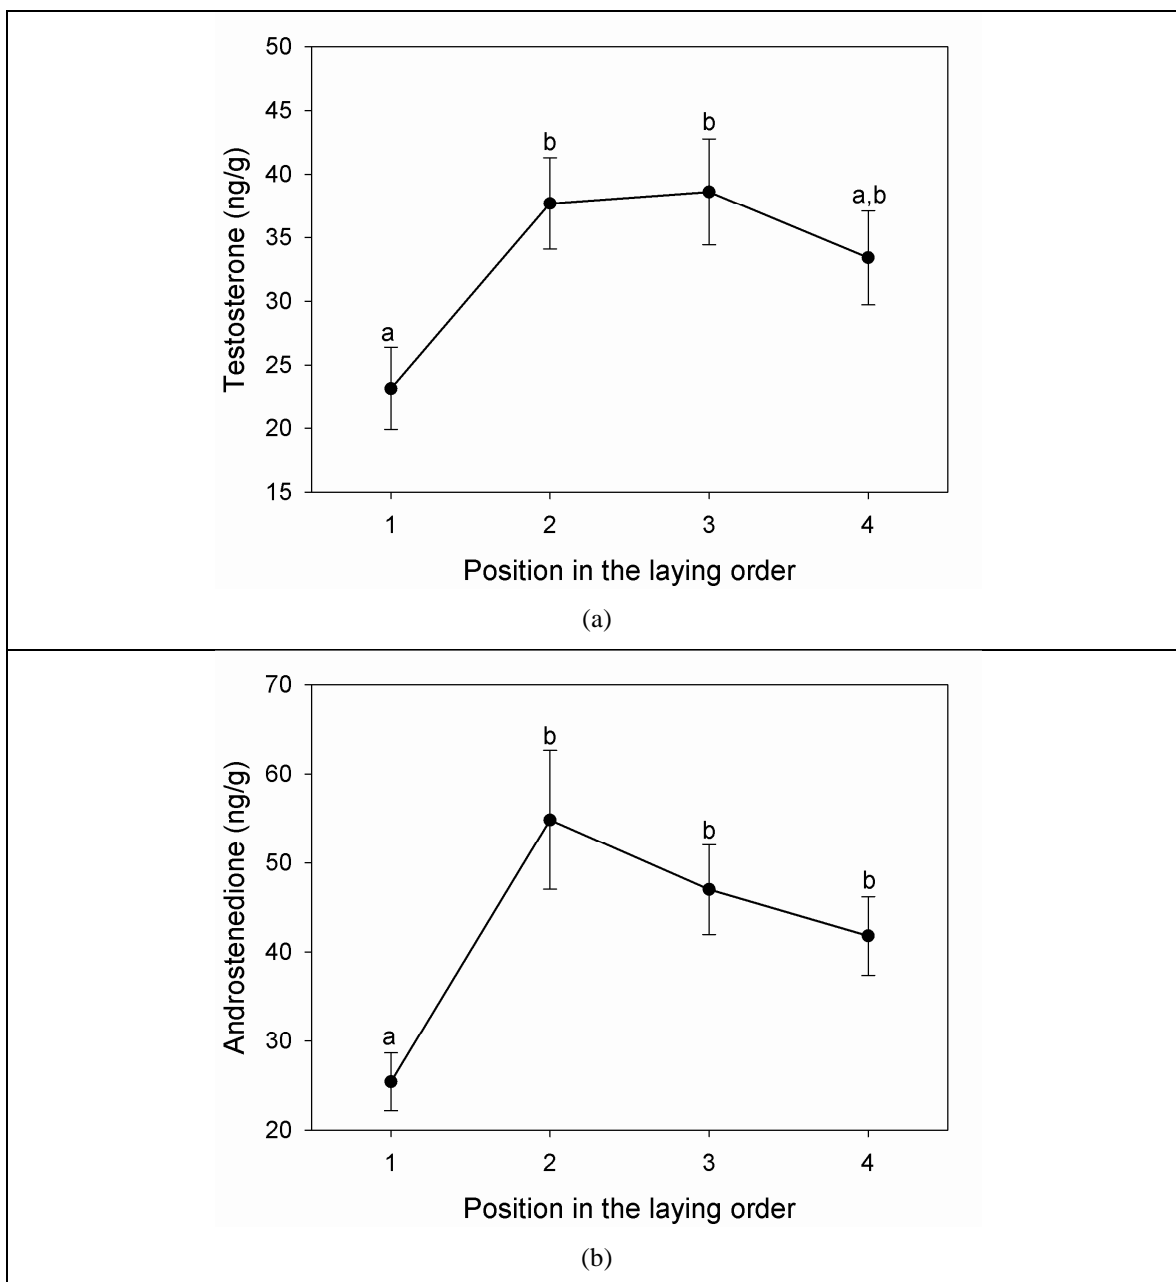 50
45
40
35
30
25
20
15
Testosterone (ng/g)
a
b
b
a,b
1 2 3 4
Position in the laying order
(a)
70
60
50
40
30
20
Androstenedione (ng/g)
a
b
b
b
1 2 3 4
Position in the laying order
(b)